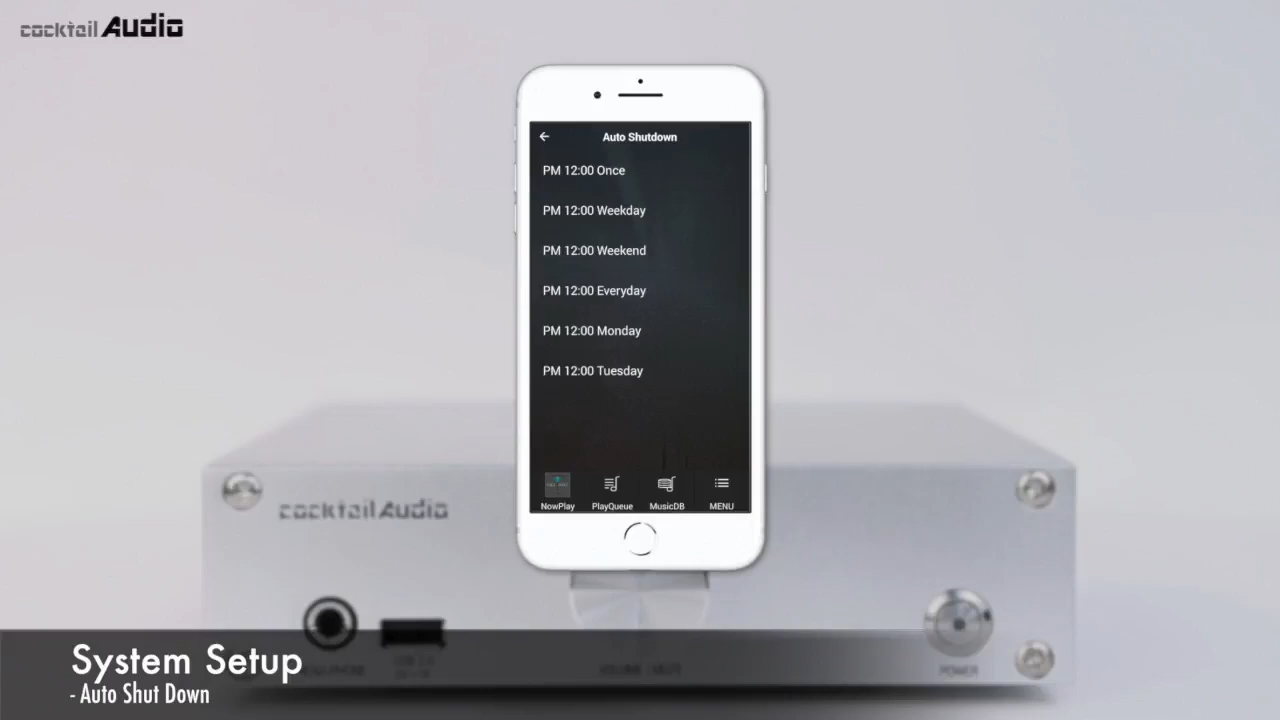 cocktail Audio
Auto Shutdown
PM 12:00 Once
PM 12:00 Weekday
PM 12:00 Weekend
PM 12:00 Everyday
PM 12:00 Monday
PM 12:00 Tuesday
NowPlay PlayQueue MusicDB MENU
cocktail Audio
POWER
System Setup
- Auto Shut Down